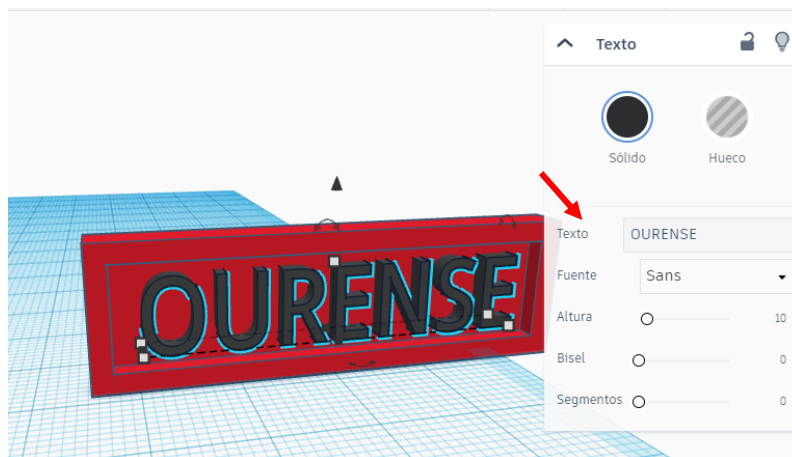 Texto
Sólido
Hueco
OURENSE
Texto OURENSE
Fuente Sans
Altura 10
Bisel 0
Segmentos 0